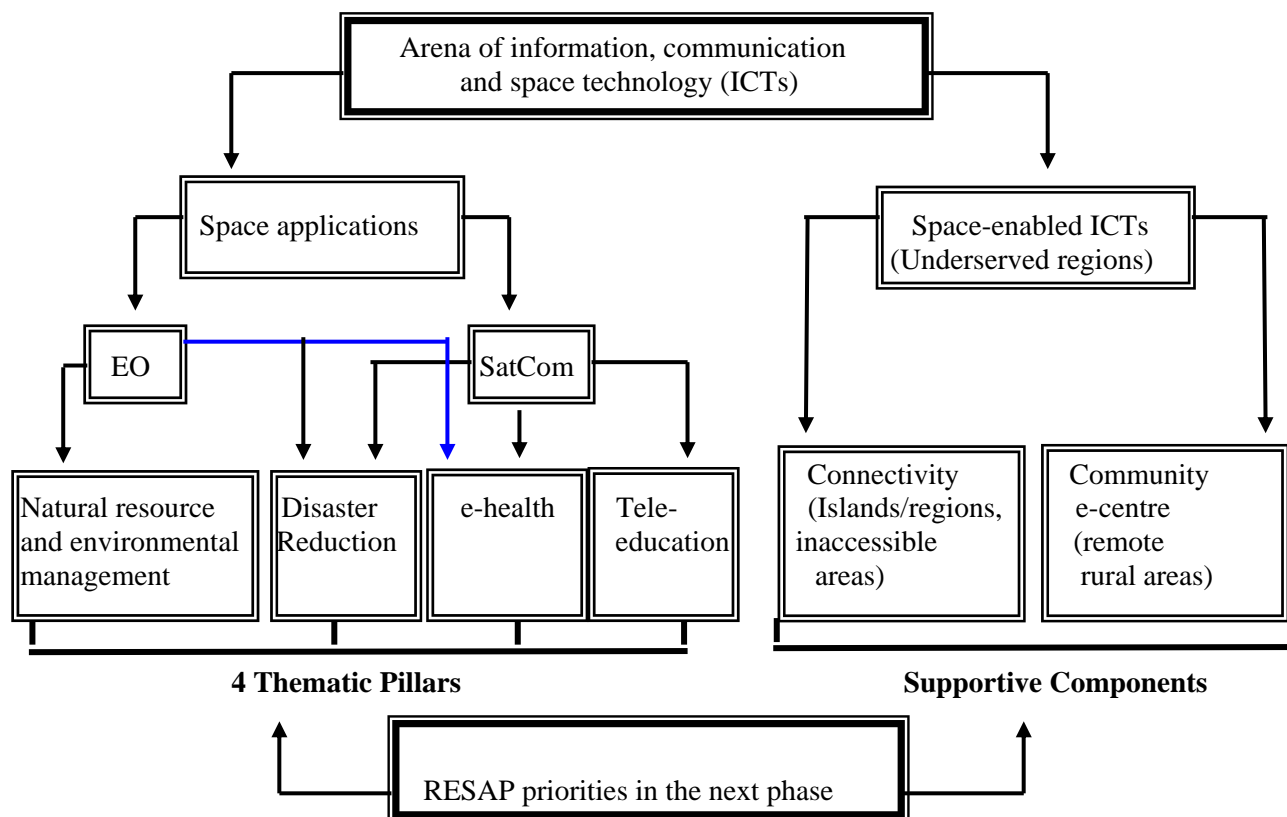 Arena of information, communication
and space technology (ICTs)
Space applications
Space-enabled ICTs
(Underserved regions)
EO
SatCom
Natural resource
and environmental
management
Disaster
Reduction
e-health
Tele-
education
Connectivity
(Islands/regions,
inaccessible
areas)
Community
e-centre
(remote
rural areas)
4 Thematic Pillars
Supportive Components
RESAP priorities in the next phase